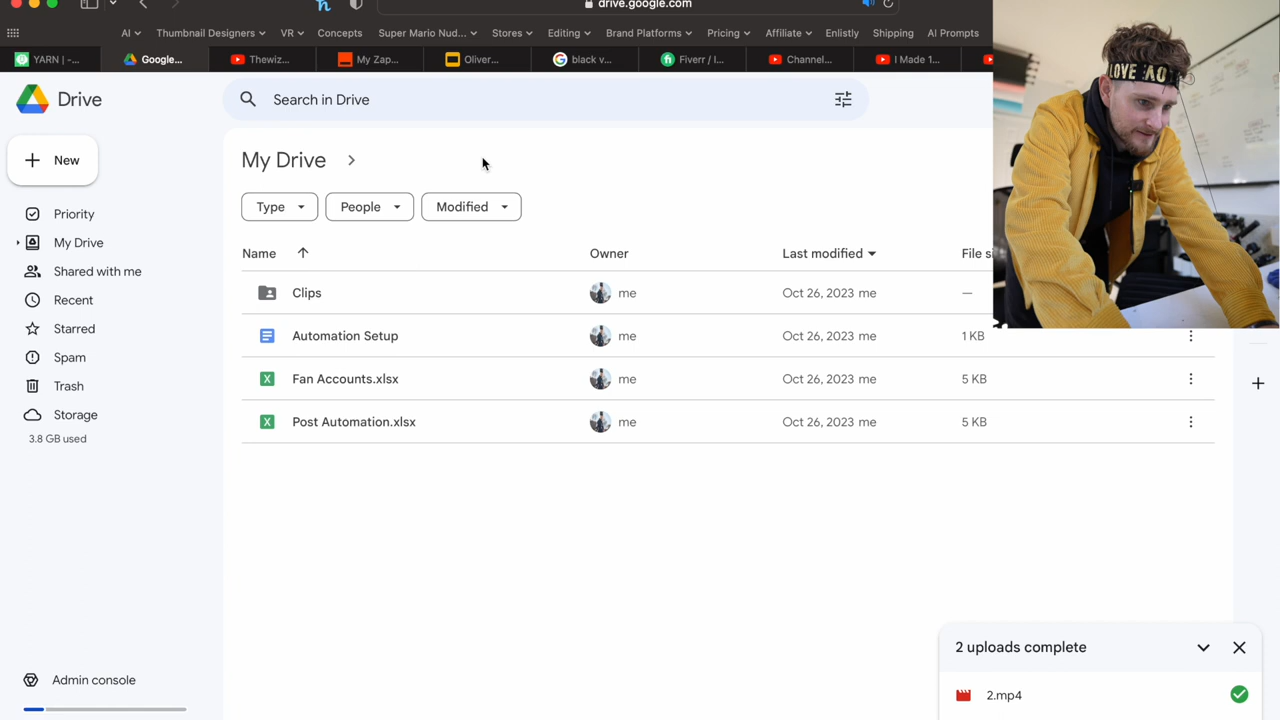 drive.google.com
AI Thumbnail Designers VR Concepts Super Mario Nud... Stores Editing Brand Platforms Pricing Affiliate Enlistly Shipping AI Prompts
YARN | -... Google... Thewiz... My Zap... Oliver... black v... Fiverr / I... Channel... I Made 1...
Drive
Search in Drive
New
My Drive
Type People Modified
Priority
My Drive
Shared with me
Recent
Starred
Spam
Trash
Storage
3.8 GB used
Name Owner Last modified File si
Clips me Oct 26, 2023 me —
Automation Setup me Oct 26, 2023 me 1 KB
Fan Accounts.xlsx me Oct 26, 2023 me 5 KB
Post Automation.xlsx me Oct 26, 2023 me 5 KB
Admin console
2 uploads complete
2.mp4
LOVE